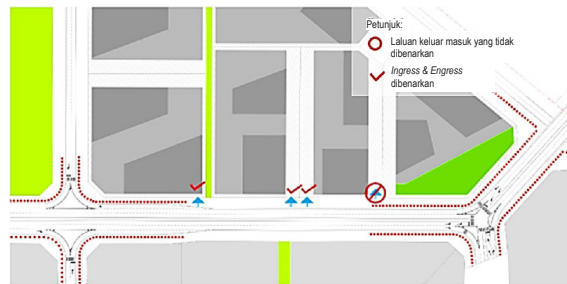 Petunjuk:
Laluan keluar masuk yang tidak
dibenarkan
Ingress & Engress
dibenarkan